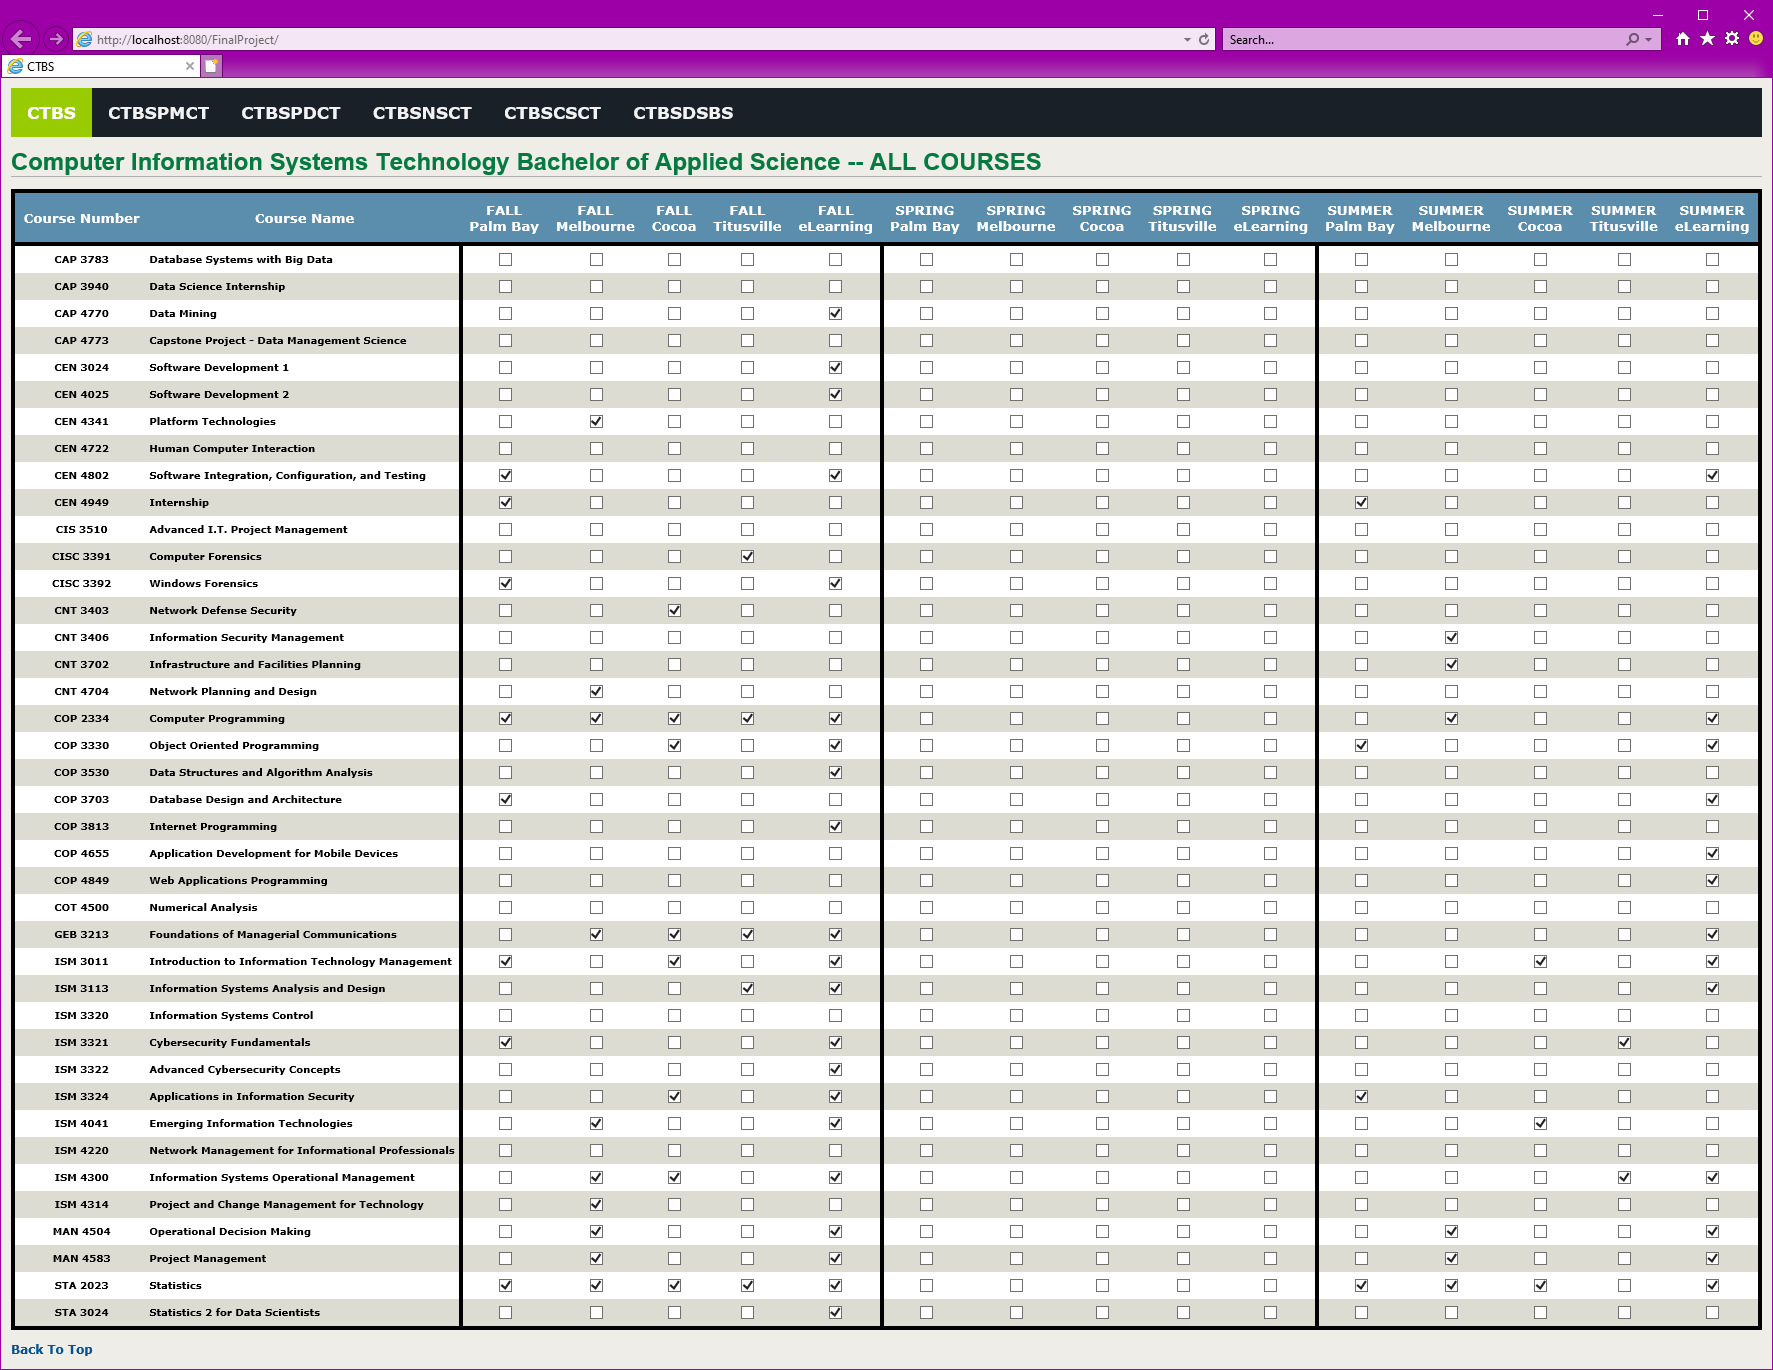 http://localhost:8080/FinalProject/
Search...
CTBS
CTBS CTBSPMCT CTBSPDCT CTBSNSCT CTBSCSCT CTBSDSBS
Computer Information Systems Technology Bachelor of Applied Science -- ALL COURSES
Course Number Course Name FALL Palm Bay FALL Melbourne FALL Cocoa FALL Titusville FALL eLearning SPRING Palm Bay SPRING Melbourne SPRING Cocoa SPRING Titusville SPRING eLearning SUMMER Palm Bay SUMMER Melbourne SUMMER Cocoa SUMMER Titusville SUMMER eLearning
CAP 3783 Database Systems with Big Data
CAP 3940 Data Science Internship
CAP 4770 Data Mining
CAP 4773 Capstone Project - Data Management Science
CEN 3024 Software Development 1
CEN 4025 Software Development 2
CEN 4341 Platform Technologies
CEN 4722 Human Computer Interaction
CEN 4802 Software Integration, Configuration, and Testing
CEN 4949 Internship
CIS 3510 Advanced I.T. Project Management
CISC 3391 Computer Forensics
CISC 3392 Windows Forensics
CNT 3403 Network Defense Security
CNT 3406 Information Security Management
CNT 3702 Infrastructure and Facilities Planning
CNT 4704 Network Planning and Design
COP 2334 Computer Programming
COP 3330 Object Oriented Programming
COP 3530 Data Structures and Algorithm Analysis
COP 3703 Database Design and Architecture
COP 3813 Internet Programming
COP 4655 Application Development for Mobile Devices
COP 4849 Web Applications Programming
COT 4500 Numerical Analysis
GEB 3213 Foundations of Managerial Communications
ISM 3011 Introduction to Information Technology Management
ISM 3113 Information Systems Analysis and Design
ISM 3320 Information Systems Control
ISM 3321 Cybersecurity Fundamentals
ISM 3322 Advanced Cybersecurity Concepts
ISM 3324 Applications in Information Security
ISM 4041 Emerging Information Technologies
ISM 4220 Network Management for Informational Professionals
ISM 4300 Information Systems Operational Management
ISM 4314 Project and Change Management for Technology
MAN 4504 Operational Decision Making
MAN 4583 Project Management
STA 2023 Statistics
STA 3024 Statistics 2 for Data Scientists
Back To Top